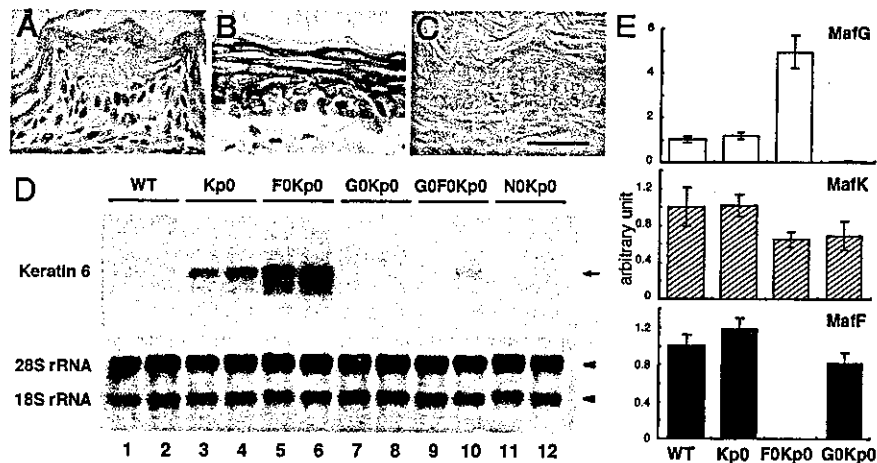 A B C E
MafG
6
4
2
0
MafK
1.2
0.8
0.4
0
arbitrary unit
MafF
1.2
0.8
0.4
0
WT Kp0 F0Kp0 G0Kp0
D
WT Kp0 F0Kp0 G0Kp0 G0F0Kp0 N0Kp0
Keratin 6
28S rRNA
18S rRNA
1 2 3 4 5 6 7 8 9 10 11 12